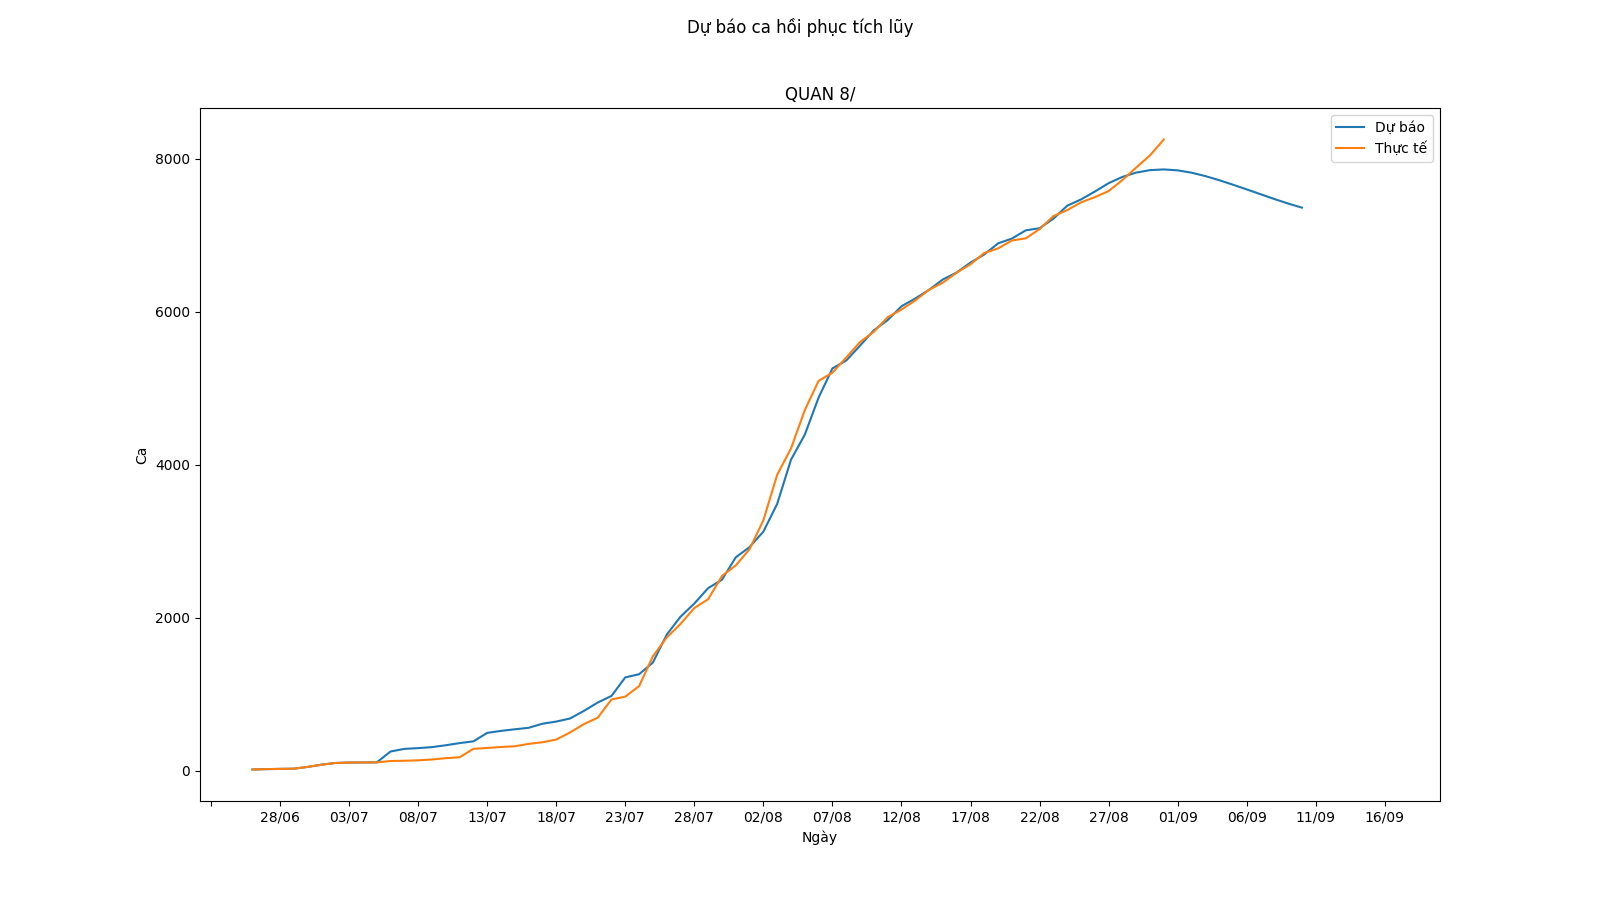 Dự báo ca hồi phục tích lũy
QUAN 8/
Dự báo
Thực tế
8000
6000
4000
2000
0
Ca
28/06 03/07 08/07 13/07 18/07 23/07 28/07 02/08 07/08 12/08 17/08 22/08 27/08 01/09 06/09 11/09 16/09
Ngày